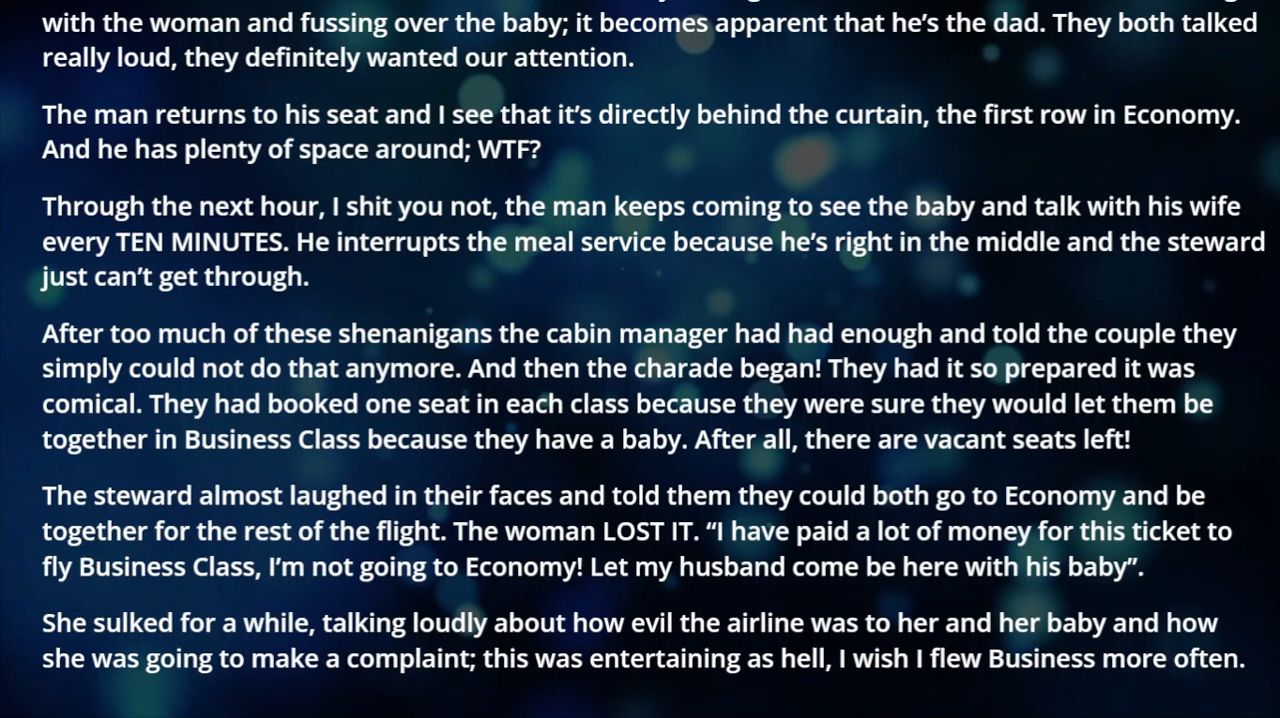 with the woman and fussing over the baby; it becomes apparent that he’s the dad. They both talked
really loud, they definitely wanted our attention.
The man returns to his seat and I see that it’s directly behind the curtain, the first row in Economy.
And he has plenty of space around; WTF?
Through the next hour, I shit you not, the man keeps coming to see the baby and talk with his wife
every TEN MINUTES. He interrupts the meal service because he’s right in the middle and the steward
just can’t get through.
After too much of these shenanigans the cabin manager had had enough and told the couple they
simply could not do that anymore. And then the charade began! They had it so prepared it was
comical. They had booked one seat in each class because they were sure they would let them be
together in Business Class because they have a baby. After all, there are vacant seats left!
The steward almost laughed in their faces and told them they could both go to Economy and be
together for the rest of the flight. The woman LOST IT. “I have paid a lot of money for this ticket to
fly Business Class, I’m not going to Economy! Let my husband come be here with his baby”.
She sulked for a while, talking loudly about how evil the airline was to her and her baby and how
she was going to make a complaint; this was entertaining as hell, I wish I flew Business more often.